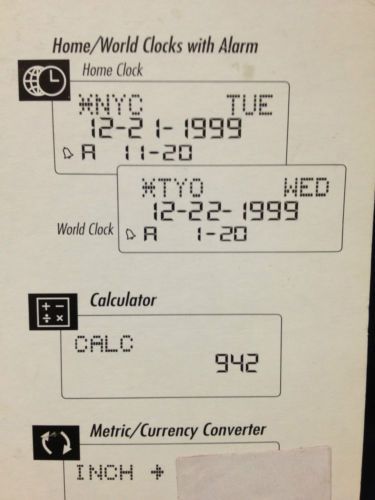 Home/World Clocks with Alarm
Home Clock
*NYC TUE
12-21-1999
A 11-20
*TYO WED
12-22-1999
World Clock
A 1-20
+ -
÷ ×
Calculator
CALC
942
Metric/Currency Converter
INCH →